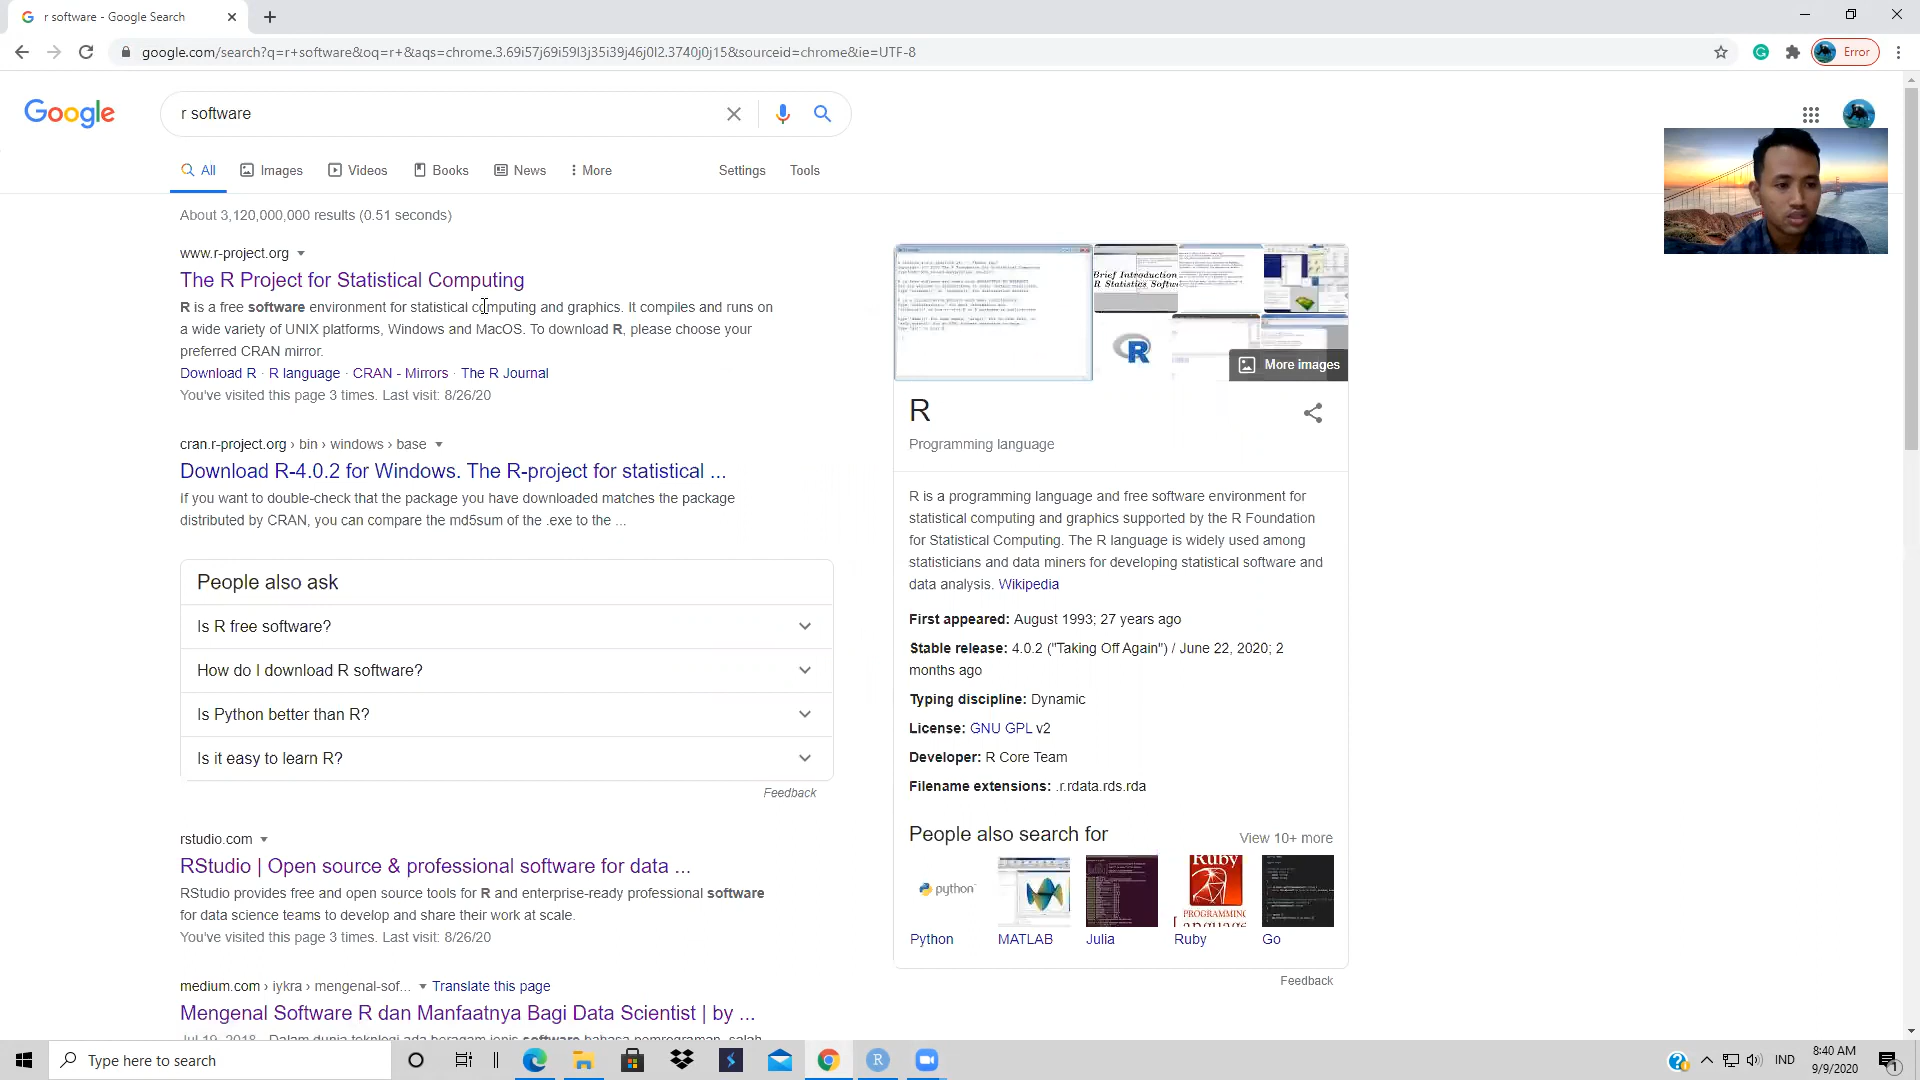 r software - Google Search
google.com/search?q=r+software&oq=r+&aqs=chrome.3.69i57j69i59l3j35i39j46j0l2.3740j0j15&sourceid=chrome&ie=UTF-8
Error
Google
r software
All Images Videos Books News More Settings Tools
About 3,120,000,000 results (0.51 seconds)
www.r-project.org
The R Project for Statistical Computing
R is a free software environment for statistical computing and graphics. It compiles and runs on
a wide variety of UNIX platforms, Windows and MacOS. To download R, please choose your
preferred CRAN mirror.
Download R · R language · CRAN - Mirrors · The R Journal
You've visited this page 3 times. Last visit: 8/26/20
cran.r-project.org › bin › windows › base
Download R-4.0.2 for Windows. The R-project for statistical ...
If you want to double-check that the package you have downloaded matches the package
distributed by CRAN, you can compare the md5sum of the .exe to the ...
People also ask
Is R free software?
How do I download R software?
Is Python better than R?
Is it easy to learn R?
Feedback
rstudio.com
RStudio | Open source & professional software for data ...
RStudio provides free and open source tools for R and enterprise-ready professional software
for data science teams to develop and share their work at scale.
You've visited this page 3 times. Last visit: 8/26/20
medium.com › iykra › mengenal-sof... Translate this page
Mengenal Software R dan Manfaatnya Bagi Data Scientist | by ...
Brief Introduction
R Statistics Softw
R
More images
R
Programming language
R is a programming language and free software environment for
statistical computing and graphics supported by the R Foundation
for Statistical Computing. The R language is widely used among
statisticians and data miners for developing statistical software and
data analysis. Wikipedia
First appeared: August 1993; 27 years ago
Stable release: 4.0.2 ("Taking Off Again") / June 22, 2020; 2
months ago
Typing discipline: Dynamic
License: GNU GPL v2
Developer: R Core Team
Filename extensions: .r.rdata.rds.rda
People also search for
View 10+ more
python
Ruby
PROGRAMMING
Python MATLAB Julia Ruby Go
Feedback
Type here to search
R
IND
8:40 AM
9/9/2020
1